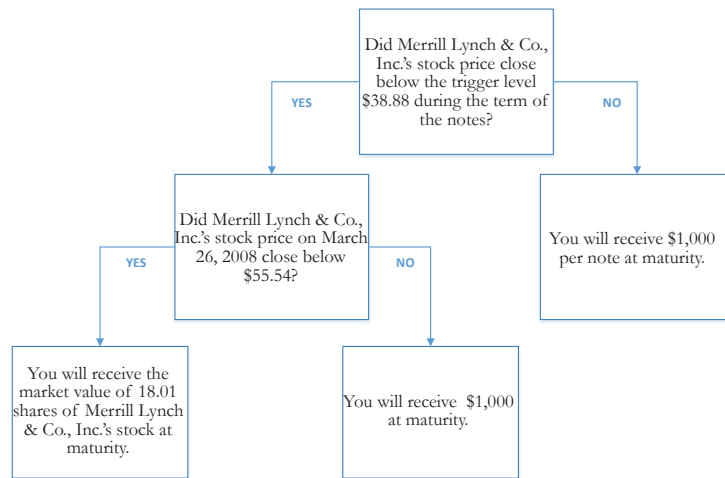 Did Merrill Lynch & Co.,
Inc.'s stock price close
below the trigger level
$38.88 during the term of
the notes?
YES
NO
Did Merrill Lynch & Co.,
Inc.'s stock price on March
26, 2008 close below
$55.54?
You will receive $1,000
per note at maturity.
YES
NO
You will receive the
market value of 18.01
shares of Merrill Lynch
& Co., Inc.'s stock at
maturity.
You will receive $1,000
at maturity.